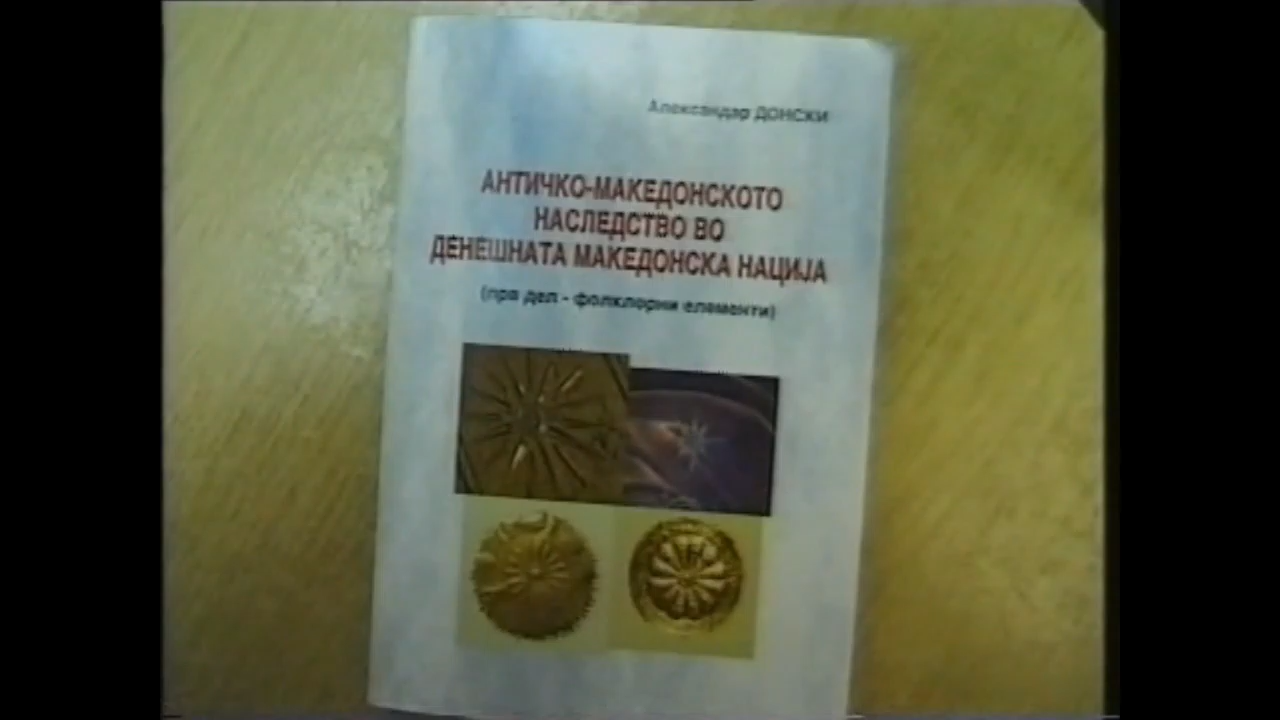 Александар ДОНСКИ
АНТИЧКО-МАКЕДОНСКОТО
НАСЛЕДСТВО ВО
ДЕНЕШНАТА МАКЕДОНСКА НАЦИЈА
(прв дел - фолклорни елементи)